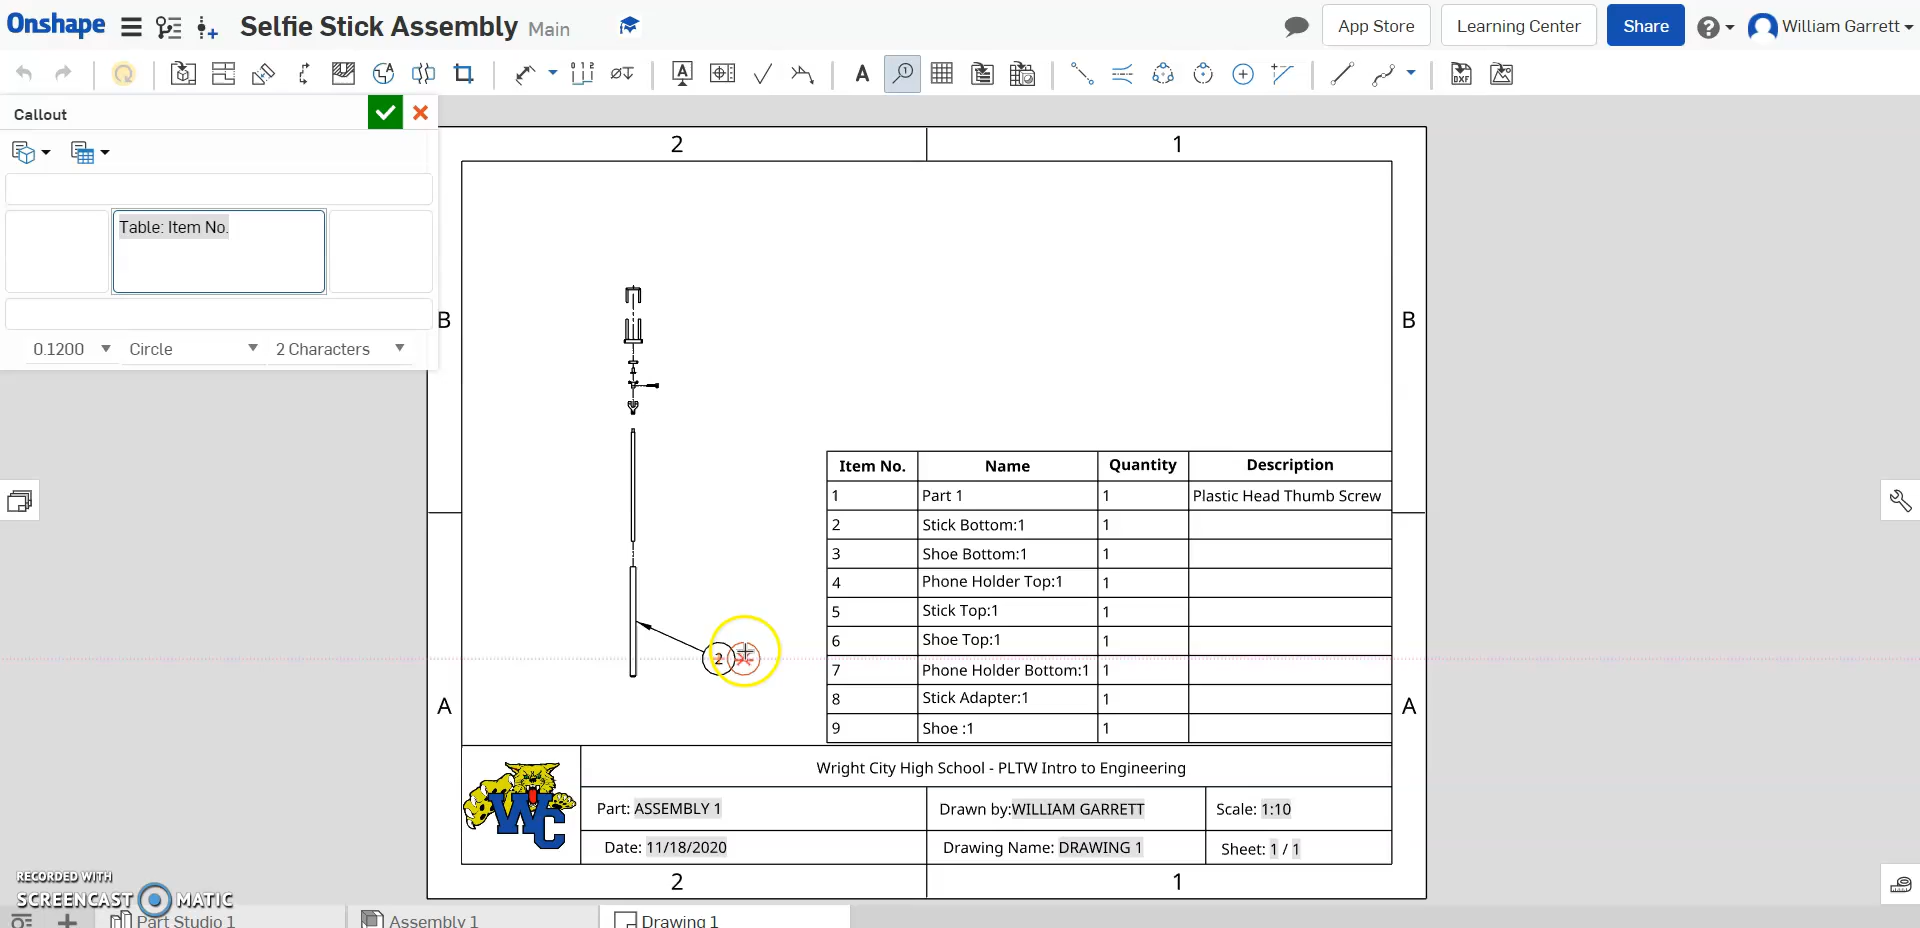 Onshape Selfie Stick Assembly Main App Store Learning Center Share William Garrett
Callout
Table: Item No.
0.1200 Circle 2 Characters
2 1
B B
A A
2
Item No. Name Quantity Description
1 Part 1 1 Plastic Head Thumb Screw
2 Stick Bottom:1 1
3 Shoe Bottom:1 1
4 Phone Holder Top:1 1
5 Stick Top:1 1
6 Shoe Top:1 1
7 Phone Holder Bottom:1 1
8 Stick Adapter:1 1
9 Shoe :1 1
Wright City High School - PLTW Intro to Engineering
WC
Part: ASSEMBLY 1 Drawn by:WILLIAM GARRETT Scale: 1:10
Date: 11/18/2020 Drawing Name: DRAWING 1 Sheet: 1 / 1
2 1
RECORDED WITH
SCREENCAST MATIC
Part Studio 1 Assembly 1 Drawing 1